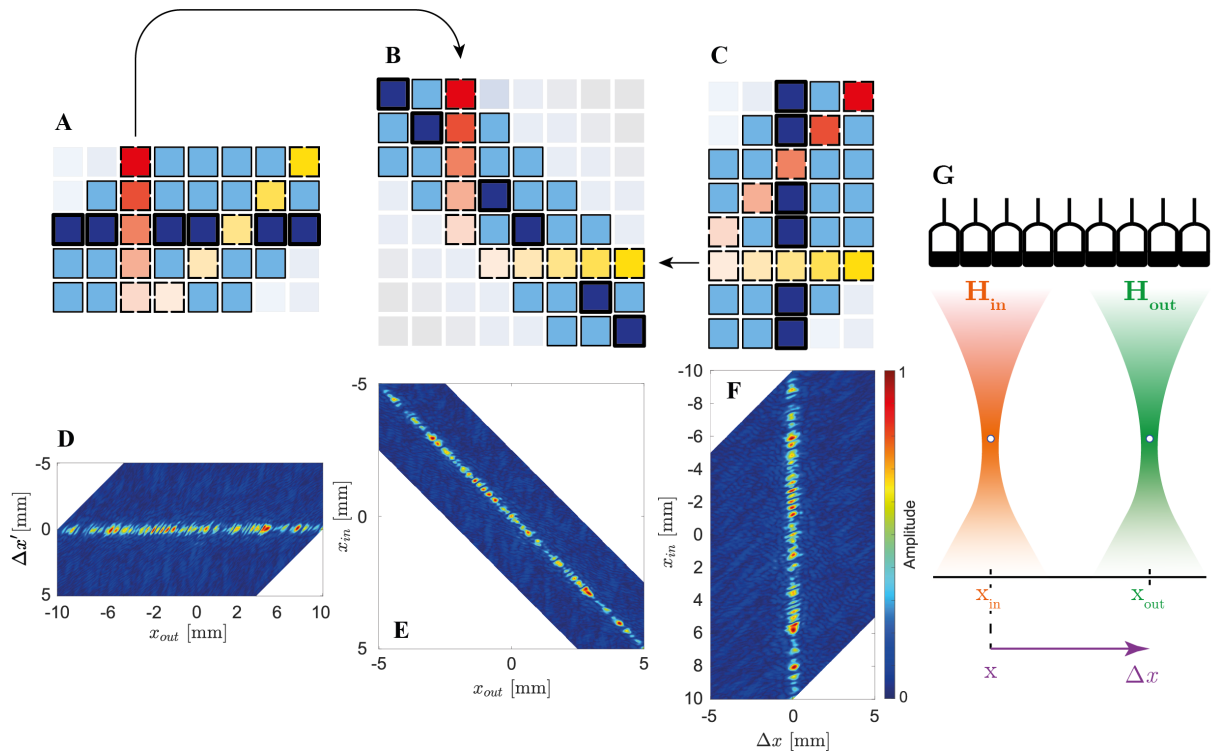 A
B
C
G
H_in
H_out
x_in
x_out
x
Δx
D
-5
0
5
Δx′ [mm]
-10
-6
-2
0
2
6
10
x_out [mm]
-5
0
5
x_in [mm]
E
-5
0
5
x_out [mm]
F
-10
-8
-6
-4
-2
0
2
4
6
8
10
x_in [mm]
-5
0
5
Δx [mm]
1
Amplitude
0